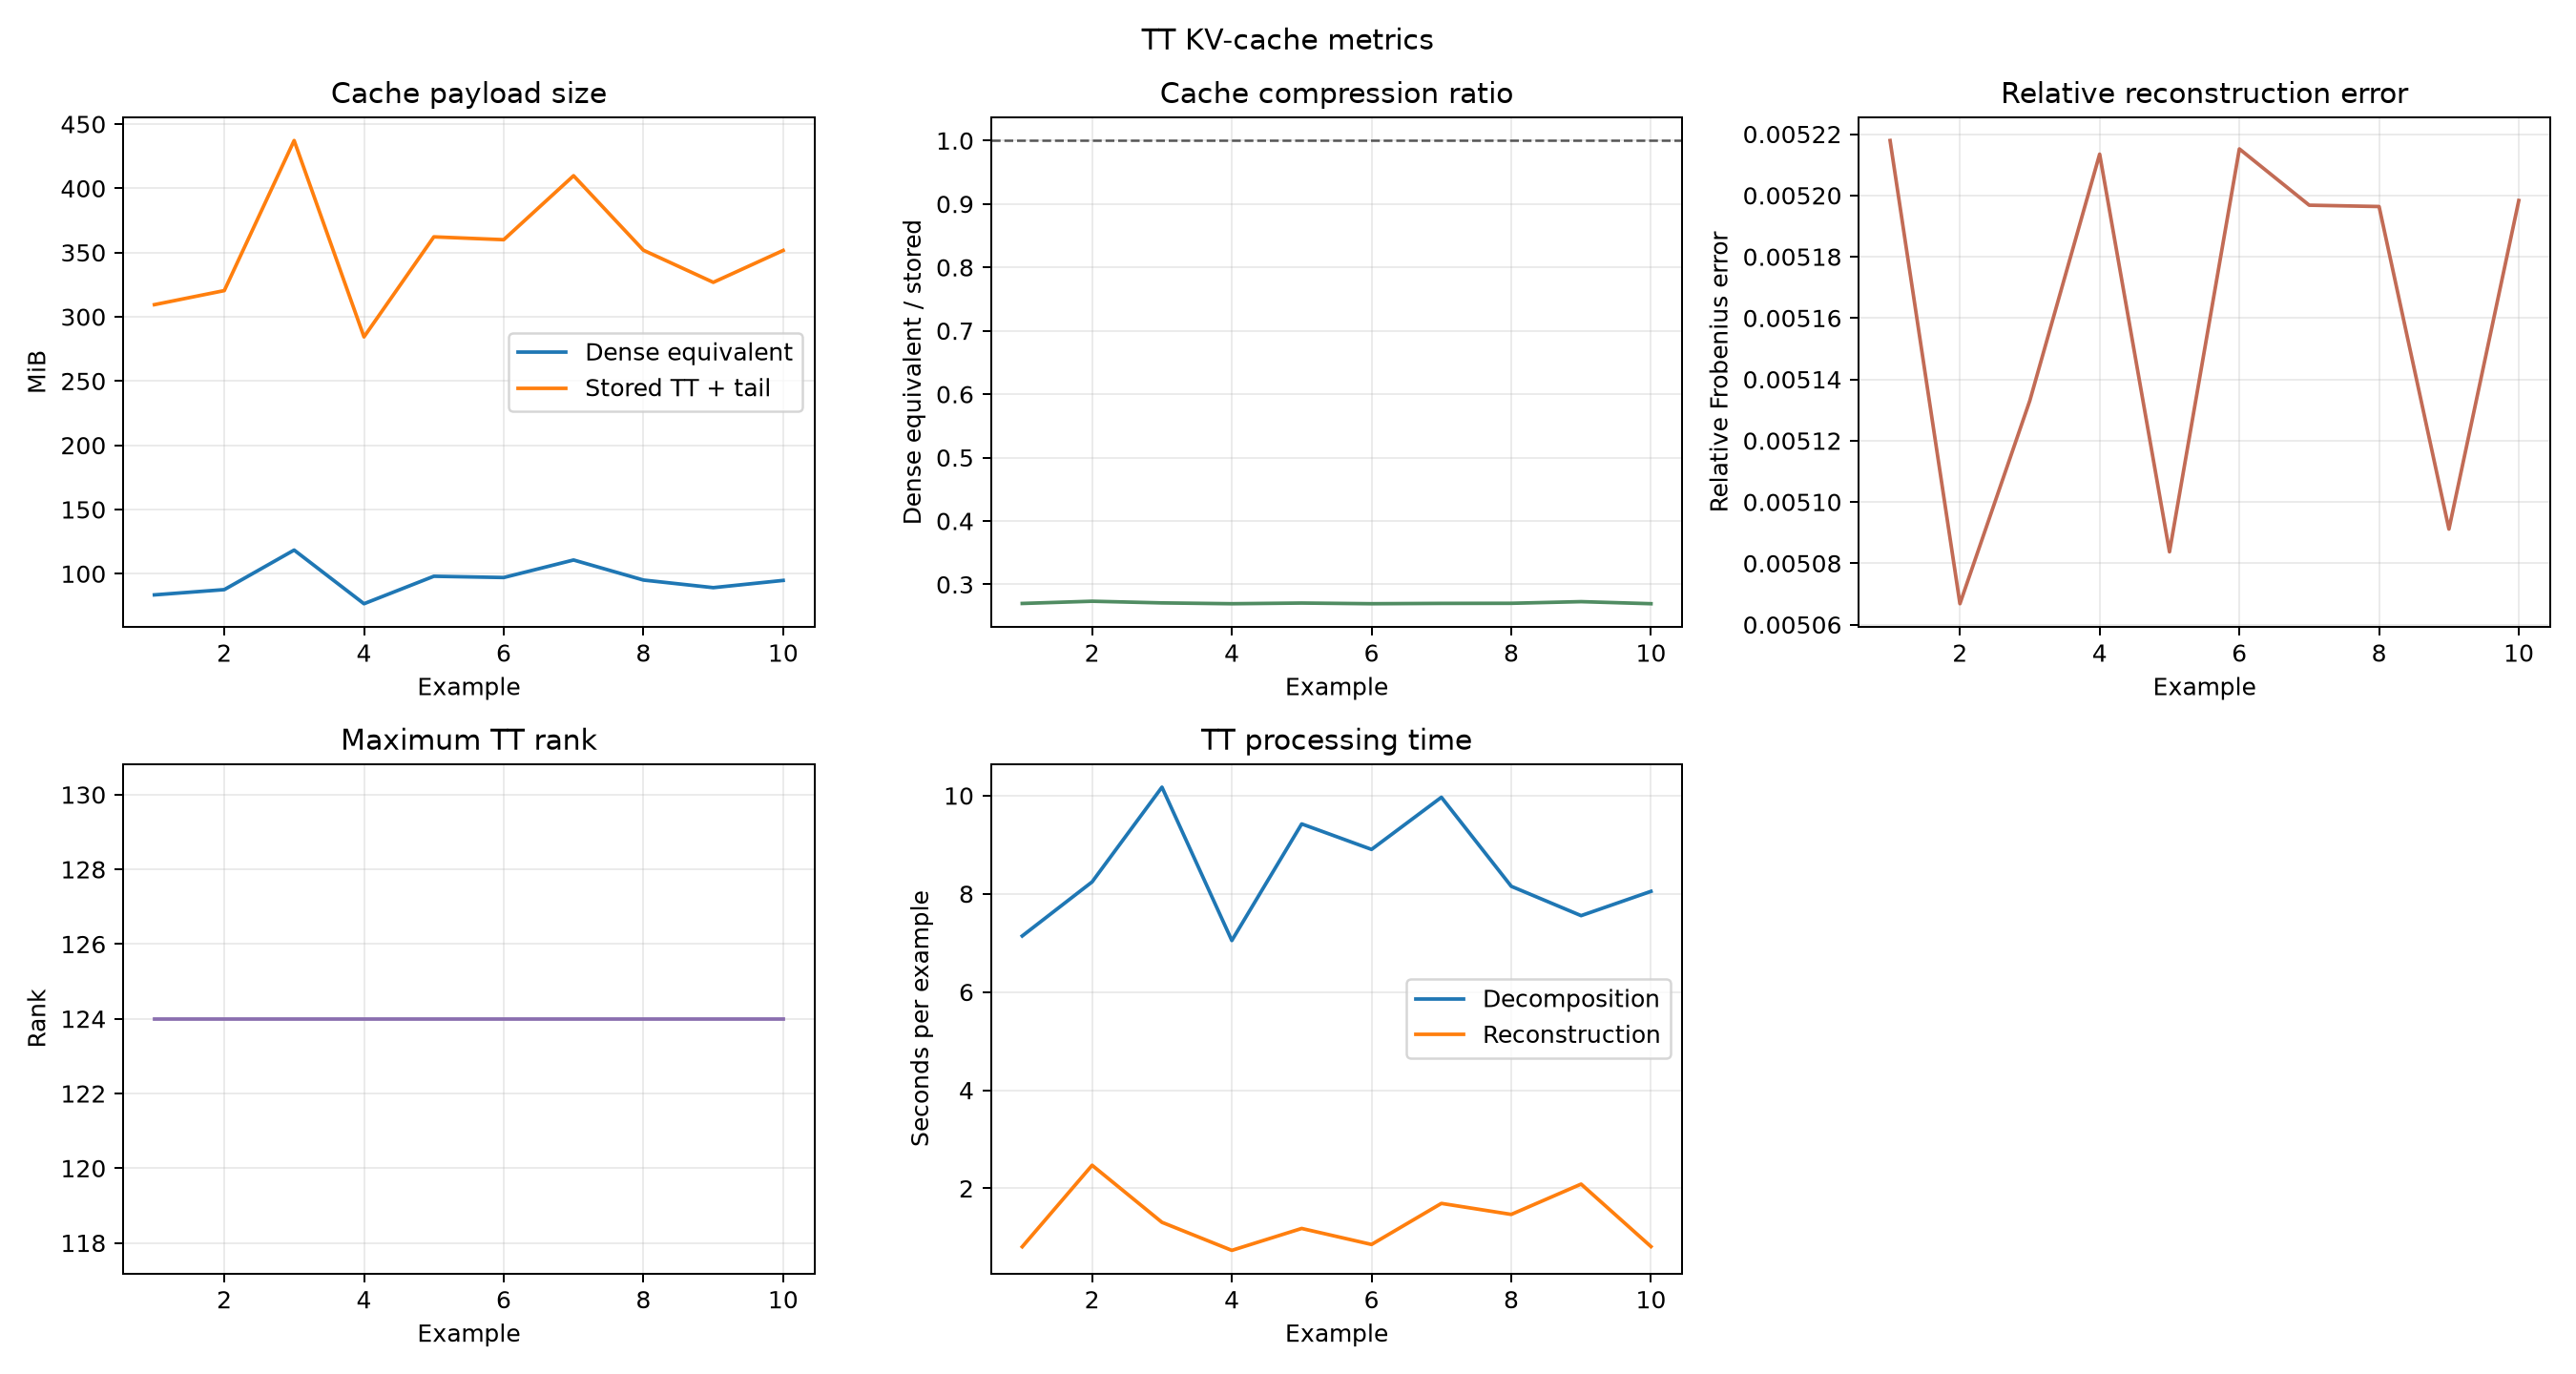 TT KV-cache metrics
Cache payload size
450
400
350
300
250
200
150
100
MiB
Dense equivalent
Stored TT + tail
2 4 6 8 10
Example
Cache compression ratio
1.0
0.9
0.8
0.7
0.6
0.5
0.4
0.3
Dense equivalent / stored
2 4 6 8 10
Example
Relative reconstruction error
0.00522
0.00520
0.00518
0.00516
0.00514
0.00512
0.00510
0.00508
0.00506
Relative Frobenius error
2 4 6 8 10
Example
Maximum TT rank
130
128
126
124
122
120
118
Rank
2 4 6 8 10
Example
TT processing time
10
8
6
4
2
Seconds per example
Decomposition
Reconstruction
2 4 6 8 10
Example